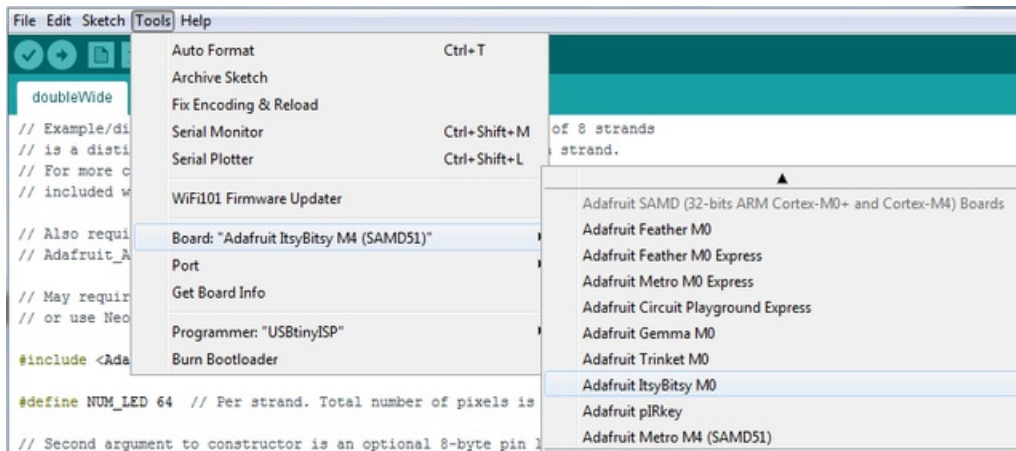 File Edit Sketch Tools Help
Auto Format Ctrl+T
Archive Sketch
doubleWide
Fix Encoding & Reload
// Example/di
Serial Monitor Ctrl+Shift+M
of 8 strands
// is a disti
Serial Plotter Ctrl+Shift+L
strand.
// For more c
// included w
WiFi101 Firmware Updater
Adafruit SAMD (32-bits ARM Cortex-M0+ and Cortex-M4) Boards
// Also requi
Board: "Adafruit ItsyBitsy M4 (SAMD51)"
Adafruit Feather M0
// Adafruit_A
Port
Adafruit Feather M0 Express
Get Board Info
Adafruit Metro M0 Express
// May requir
Adafruit Circuit Playground Express
// or use Neo
Programmer: "USBtinyISP"
Adafruit Gemma M0
#include <Ada
Burn Bootloader
Adafruit Trinket M0
Adafruit ItsyBitsy M0
#define NUM_LED 64 // Per strand. Total number of pixels is
Adafruit pIRkey
// Second argument to constructor is an optional 8-byte pin l
Adafruit Metro M4 (SAMD51)